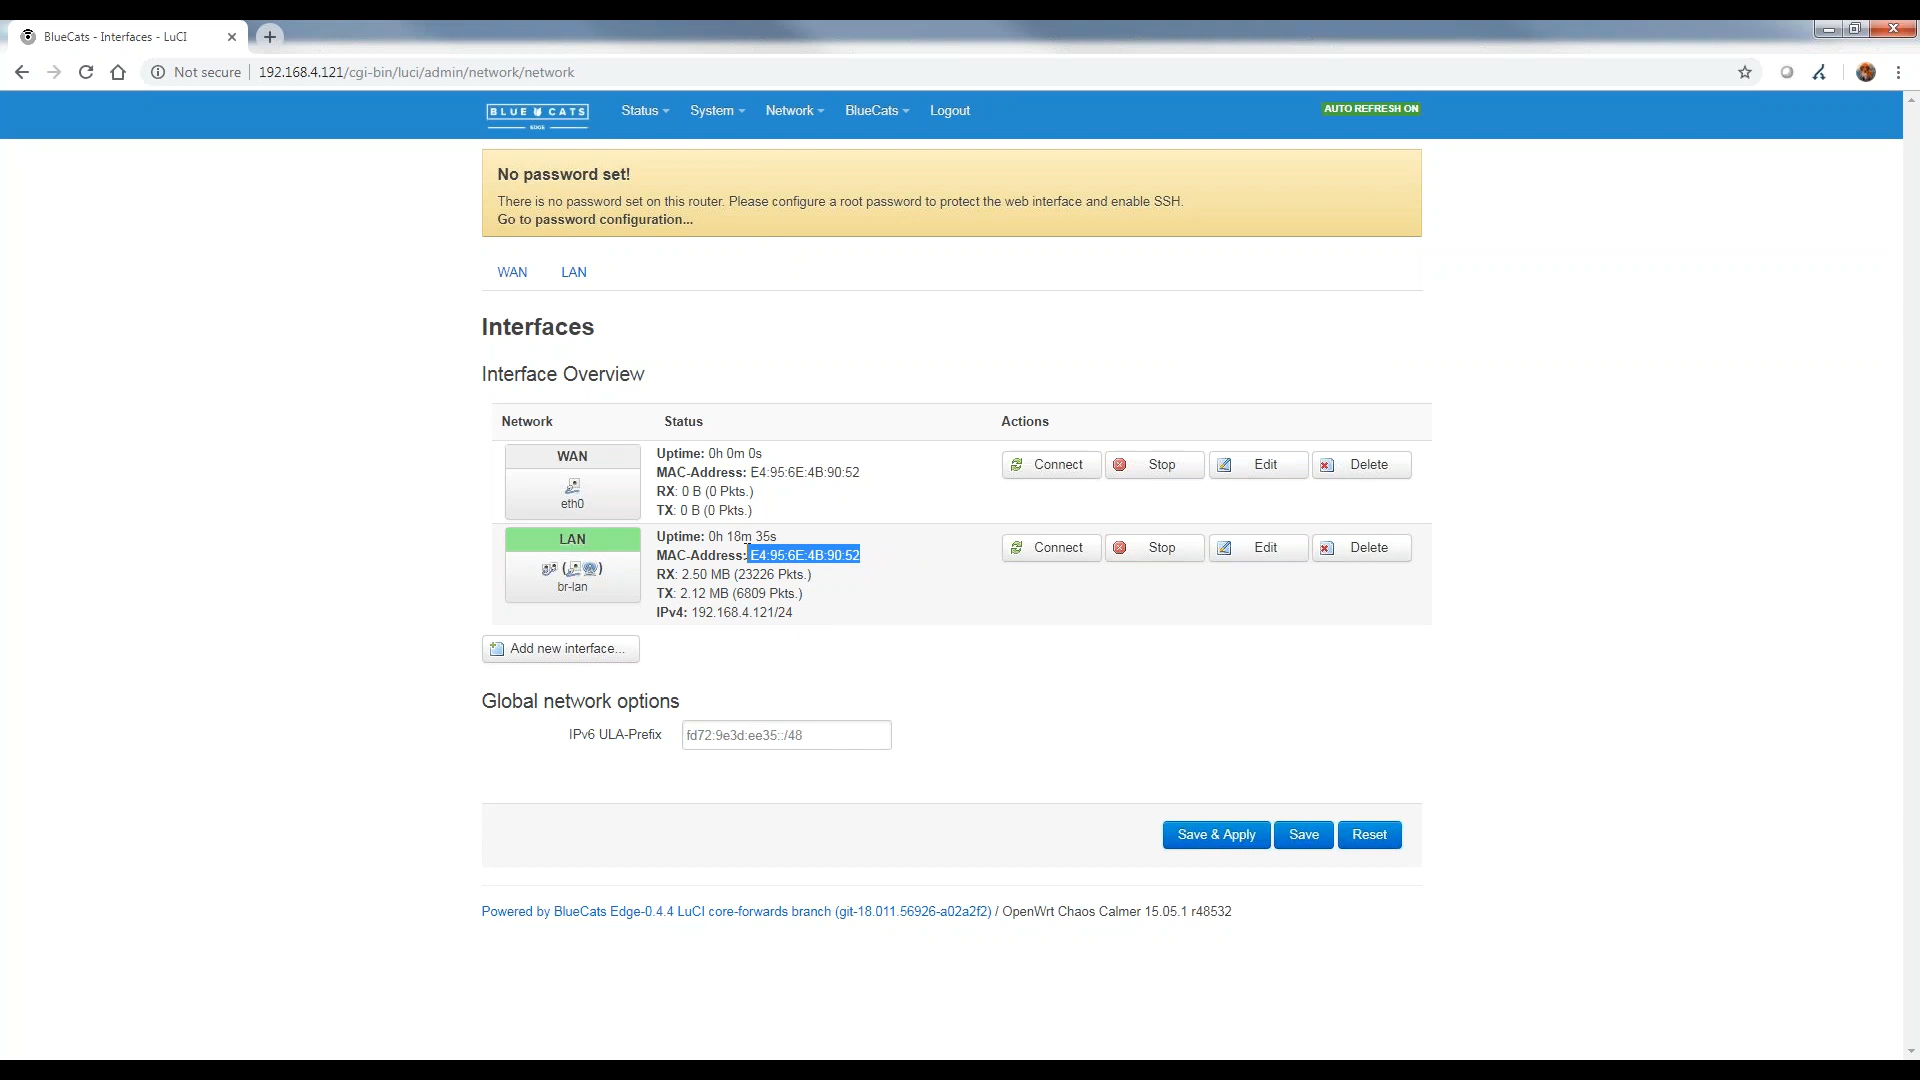 BlueCats - Interfaces - LuCI
Not secure 192.168.4.121/cgi-bin/luci/admin/network/network
BLUE CATS
EDGE
Status System Network BlueCats Logout
AUTO REFRESH ON
No password set!
There is no password set on this router. Please configure a root password to protect the web interface and enable SSH.
Go to password configuration...
WAN LAN
Interfaces
Interface Overview
Network Status Actions
WAN
eth0
Uptime: 0h 0m 0s
MAC-Address: E4:95:6E:4B:90:52
RX: 0 B (0 Pkts.)
TX: 0 B (0 Pkts.)
Connect Stop Edit Delete
LAN
br-lan
Uptime: 0h 18m 35s
MAC-Address: E4:95:6E:4B:90:52
RX: 2.50 MB (23226 Pkts.)
TX: 2.12 MB (6809 Pkts.)
IPv4: 192.168.4.121/24
Connect Stop Edit Delete
Add new interface...
Global network options
IPv6 ULA-Prefix fd72:9e3d:ee35::/48
Save & Apply Save Reset
Powered by BlueCats Edge-0.4.4 LuCI core-forwards branch (git-18.011.56926-a02a2f2) / OpenWrt Chaos Calmer 15.05.1 r48532